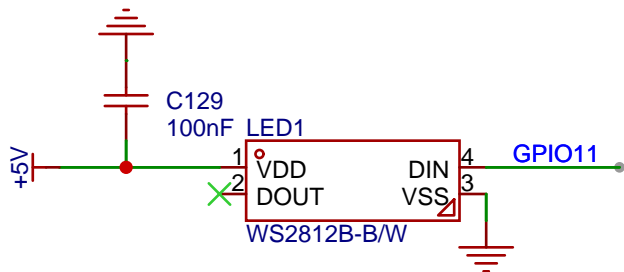 C129
100nF
LED1
+5V
1
VDD
DIN
4
GPIO11
2
DOUT
VSS
3
WS2812B-B/W